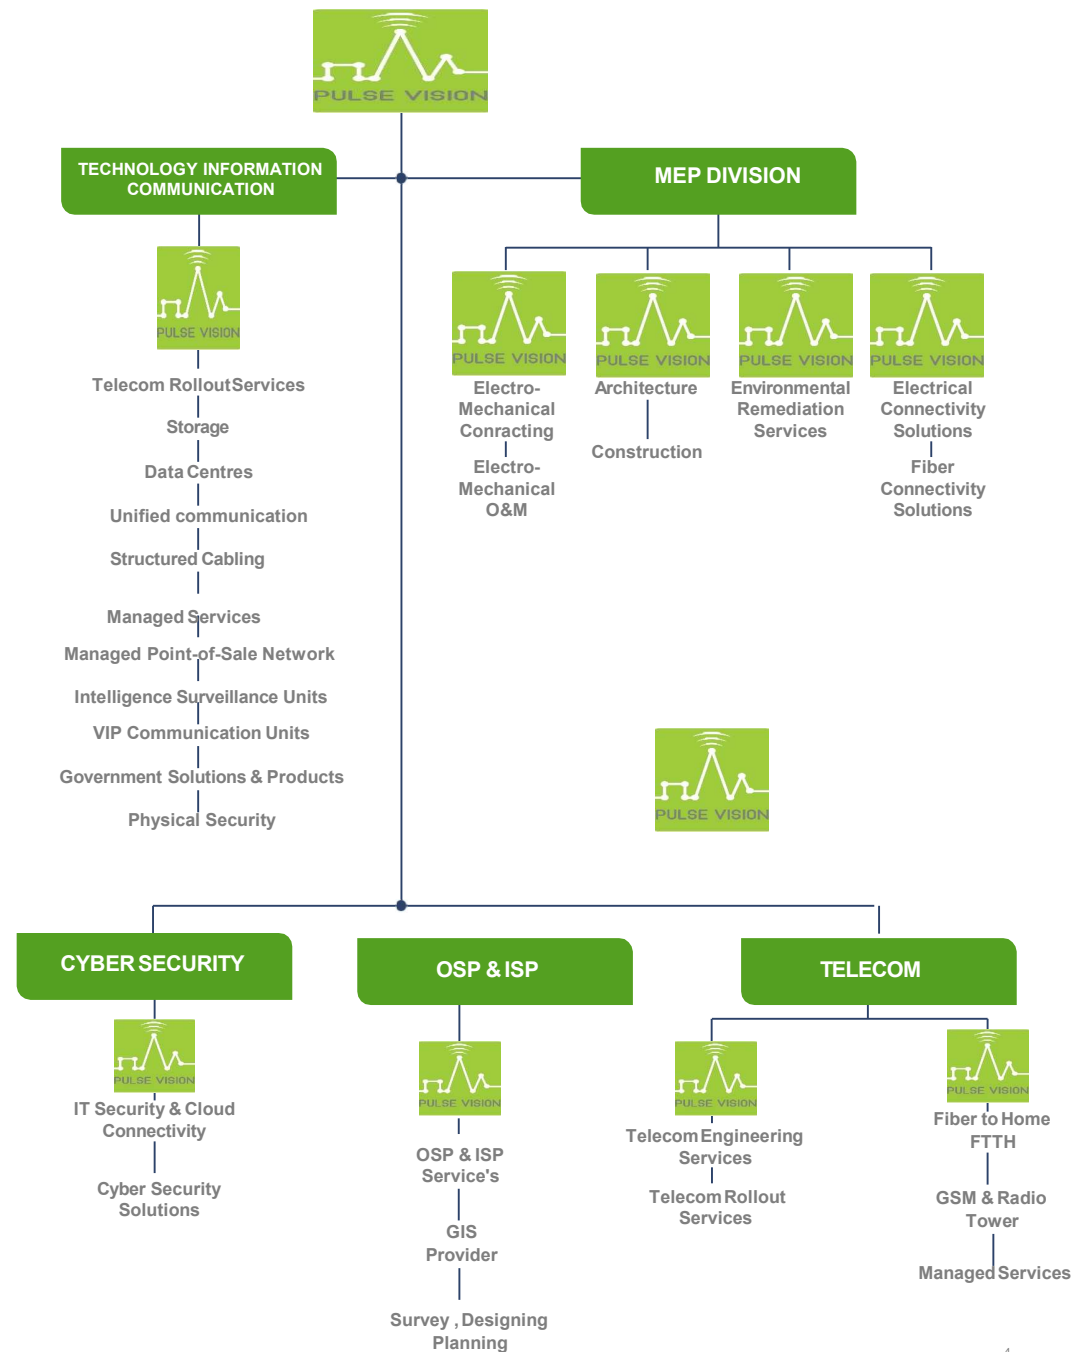 PULSE VISION
TECHNOLOGY INFORMATION
COMMUNICATION
MEP DIVISION
PULSE VISION
Telecom Rollout Services
Storage
Data Centres
Unified communication
Structured Cabling
Managed Services
Managed Point-of-Sale Network
Intelligence Surveillance Units
VIP Communication Units
Government Solutions & Products
Physical Security
PULSE VISION
Electro-
Mechanical
Conracting
Electro-
Mechanical
O&M
PULSE VISION
Architecture
Construction
PULSE VISION
Environmental
Remediation
Services
PULSE VISION
Electrical
Connectivity
Solutions
Fiber
Connectivity
Solutions
PULSE VISION
CYBER SECURITY
PULSE VISION
IT Security & Cloud
Connectivity
Cyber Security
Solutions
OSP & ISP
PULSE VISION
OSP & ISP
Service's
GIS
Provider
Survey , Designing
Planning
TELECOM
PULSE VISION
Telecom Engineering
Services
Telecom Rollout
Services
PULSE VISION
Fiber to Home
FTTH
GSM & Radio
Tower
Managed Services